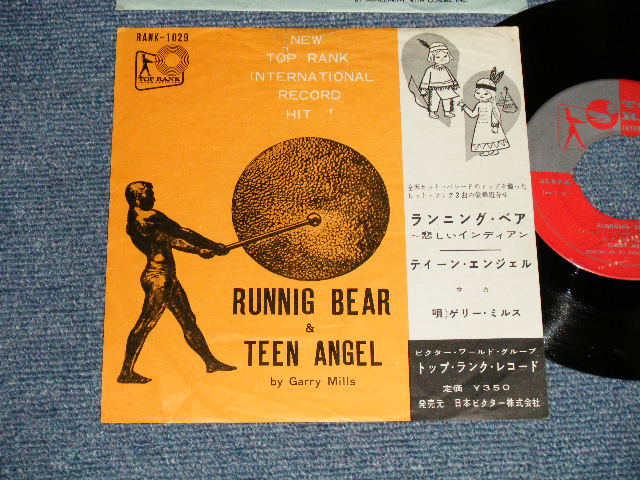 RANK-1029
TOP RANK
NEW
TOP RANK
INTERNATIONAL
RECORD
HIT !
RUNNIG BEAR
&
TEEN ANGEL
by Garry Mills
ランニング・ベア
〜悲しいインディアン
ティーン・エンジェル
☆ ☆
唄)ゲリー・ミルス
ビクター・ワールド・グループ
トップ・ランク・レコード
定価 ¥350
発売元 日本ビクター株式会社
45 R.P.M.